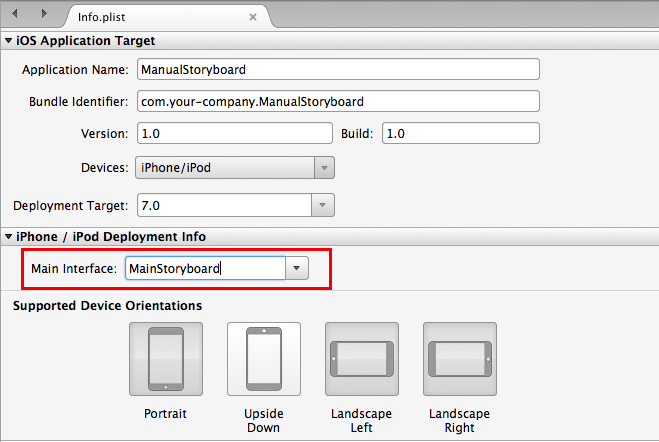 Info.plist
iOS Application Target
Application Name: ManualStoryboard
Bundle Identifier: com.your-company.ManualStoryboard
Version: 1.0 Build: 1.0
Devices: iPhone/iPod
Deployment Target: 7.0
iPhone / iPod Deployment Info
Main Interface: MainStoryboard
Supported Device Orientations
Portrait Upside Landscape Landscape
Down Left Right